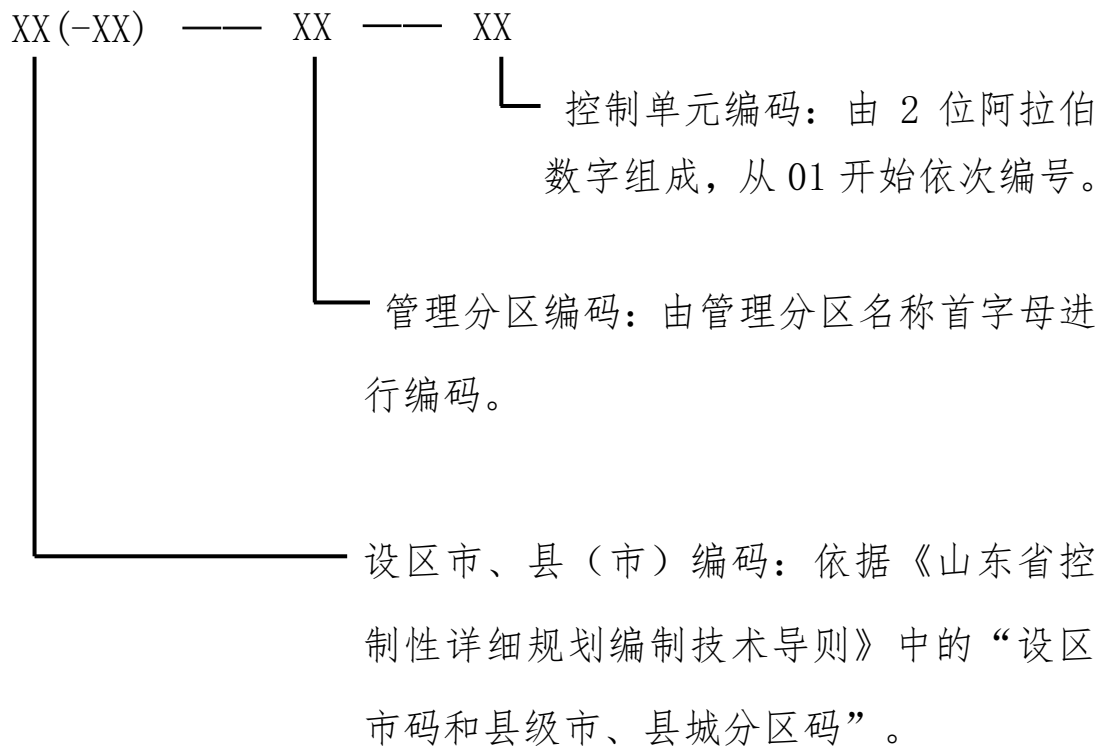 XX(-XX) —— XX —— XX
控制单元编码：由 2 位阿拉伯
数字组成，从 01 开始依次编号。
管理分区编码：由管理分区名称首字母进
行编码。
设区市、县（市）编码：依据《山东省控
制性详细规划编制技术导则》中的“设区
市码和县级市、县城分区码”。